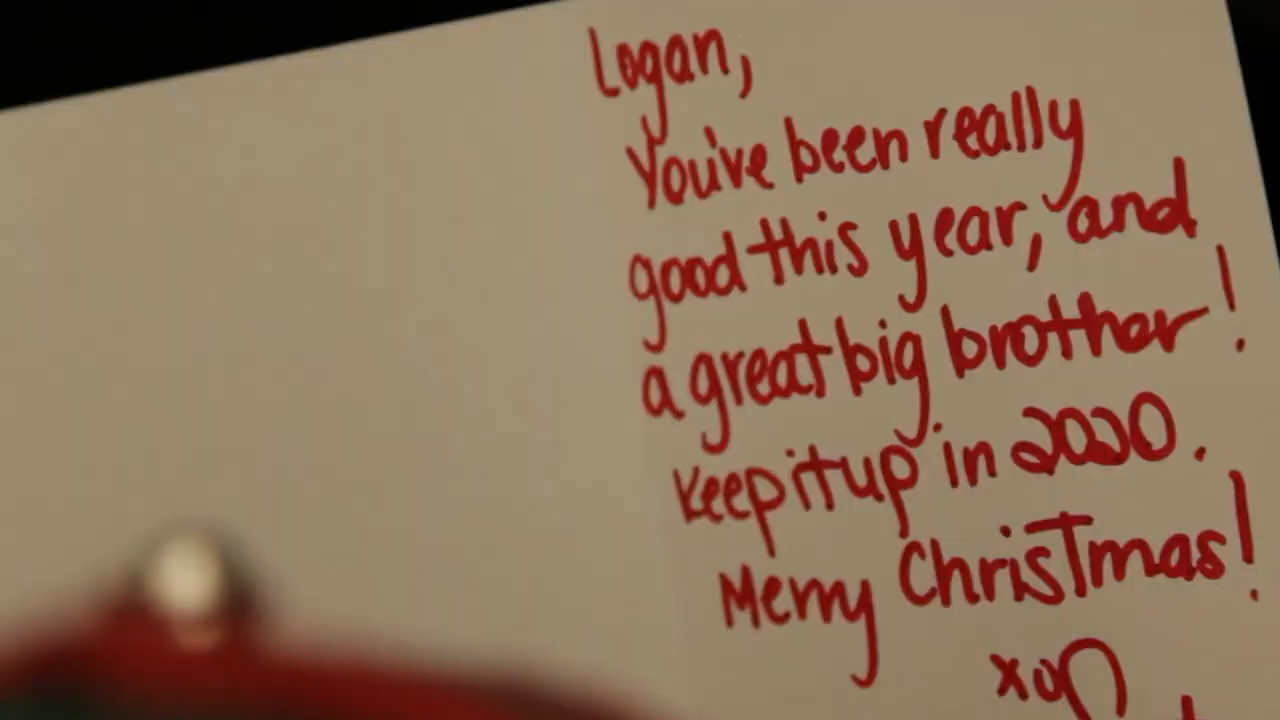 Logan,
You've been really
good this year, and
a great big brother!
Keep it up in 2020.
Merry Christmas!
xo